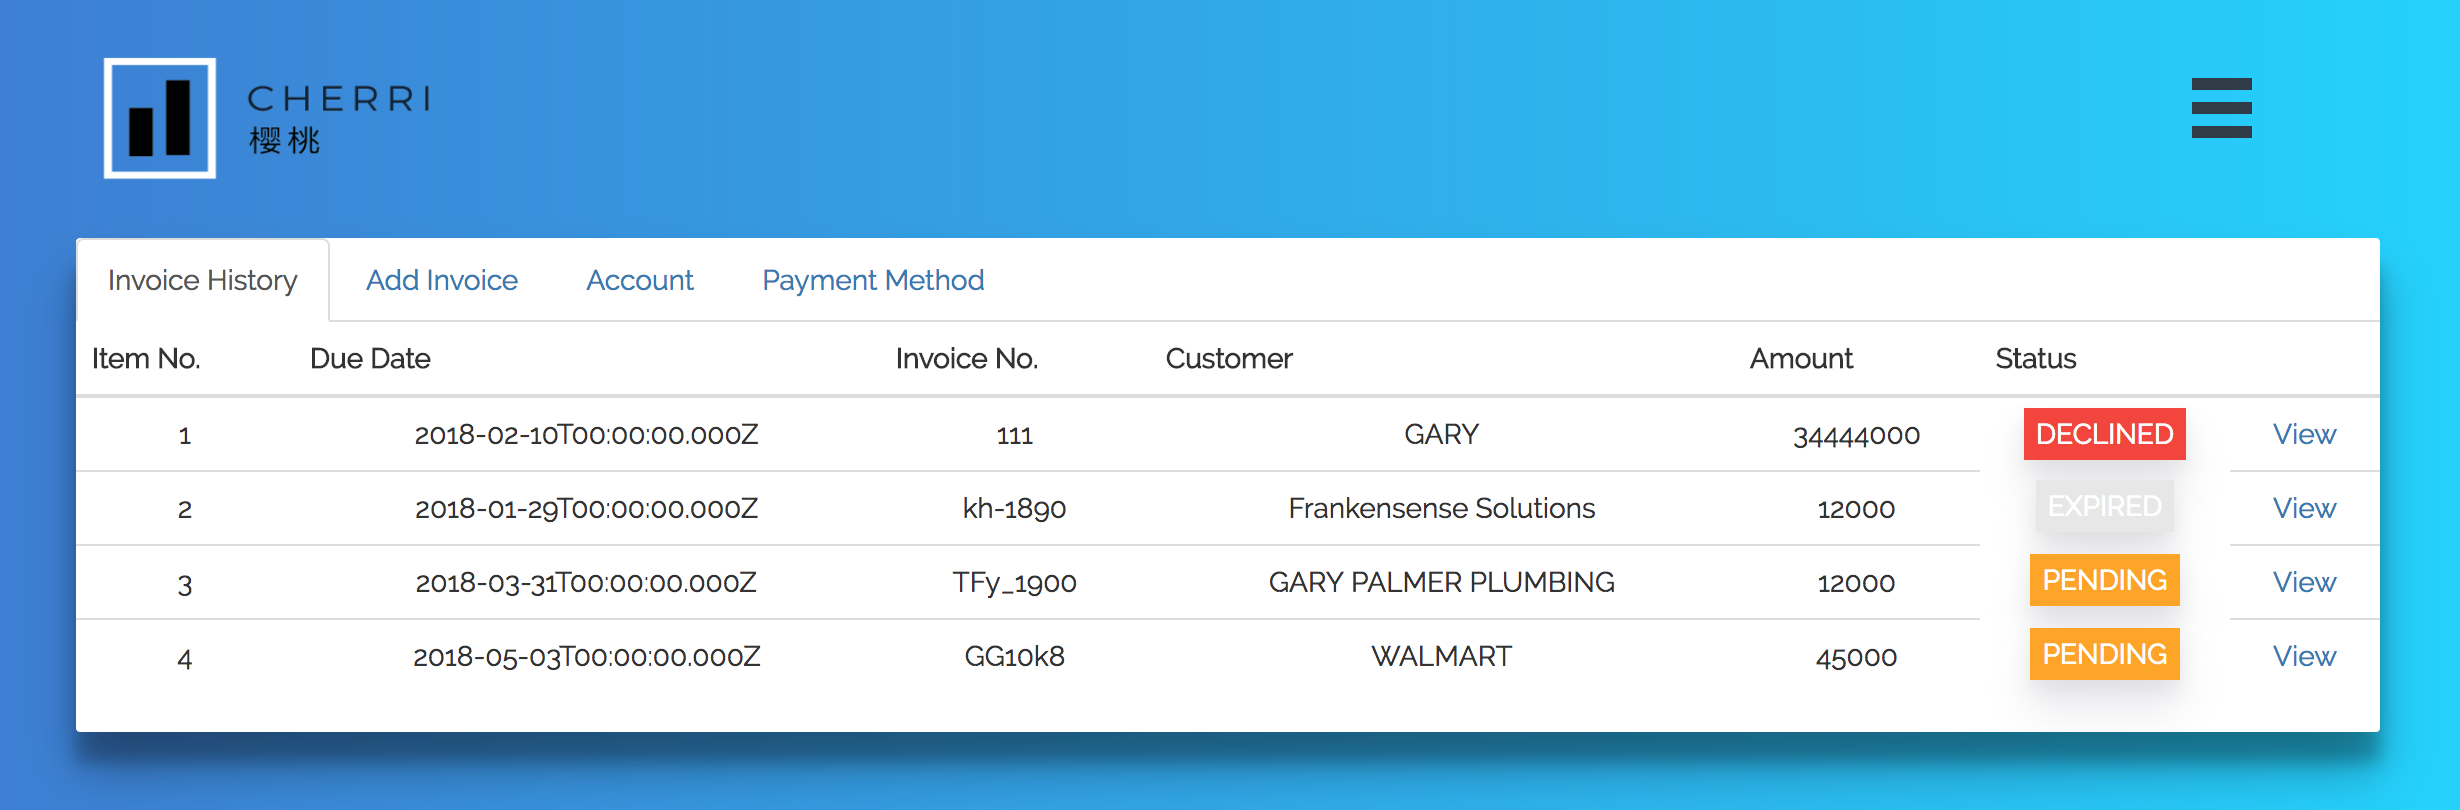 CHERRI
樱桃
Invoice History Add Invoice Account Payment Method
Item No. Due Date Invoice No. Customer Amount Status
1 2018-02-10T00:00:00.000Z 111 GARY 34444000 DECLINED View
2 2018-01-29T00:00:00.000Z kh-1890 Frankensense Solutions 12000 EXPIRED View
3 2018-03-31T00:00:00.000Z TFy_1900 GARY PALMER PLUMBING 12000 PENDING View
4 2018-05-03T00:00:00.000Z GG10k8 WALMART 45000 PENDING View